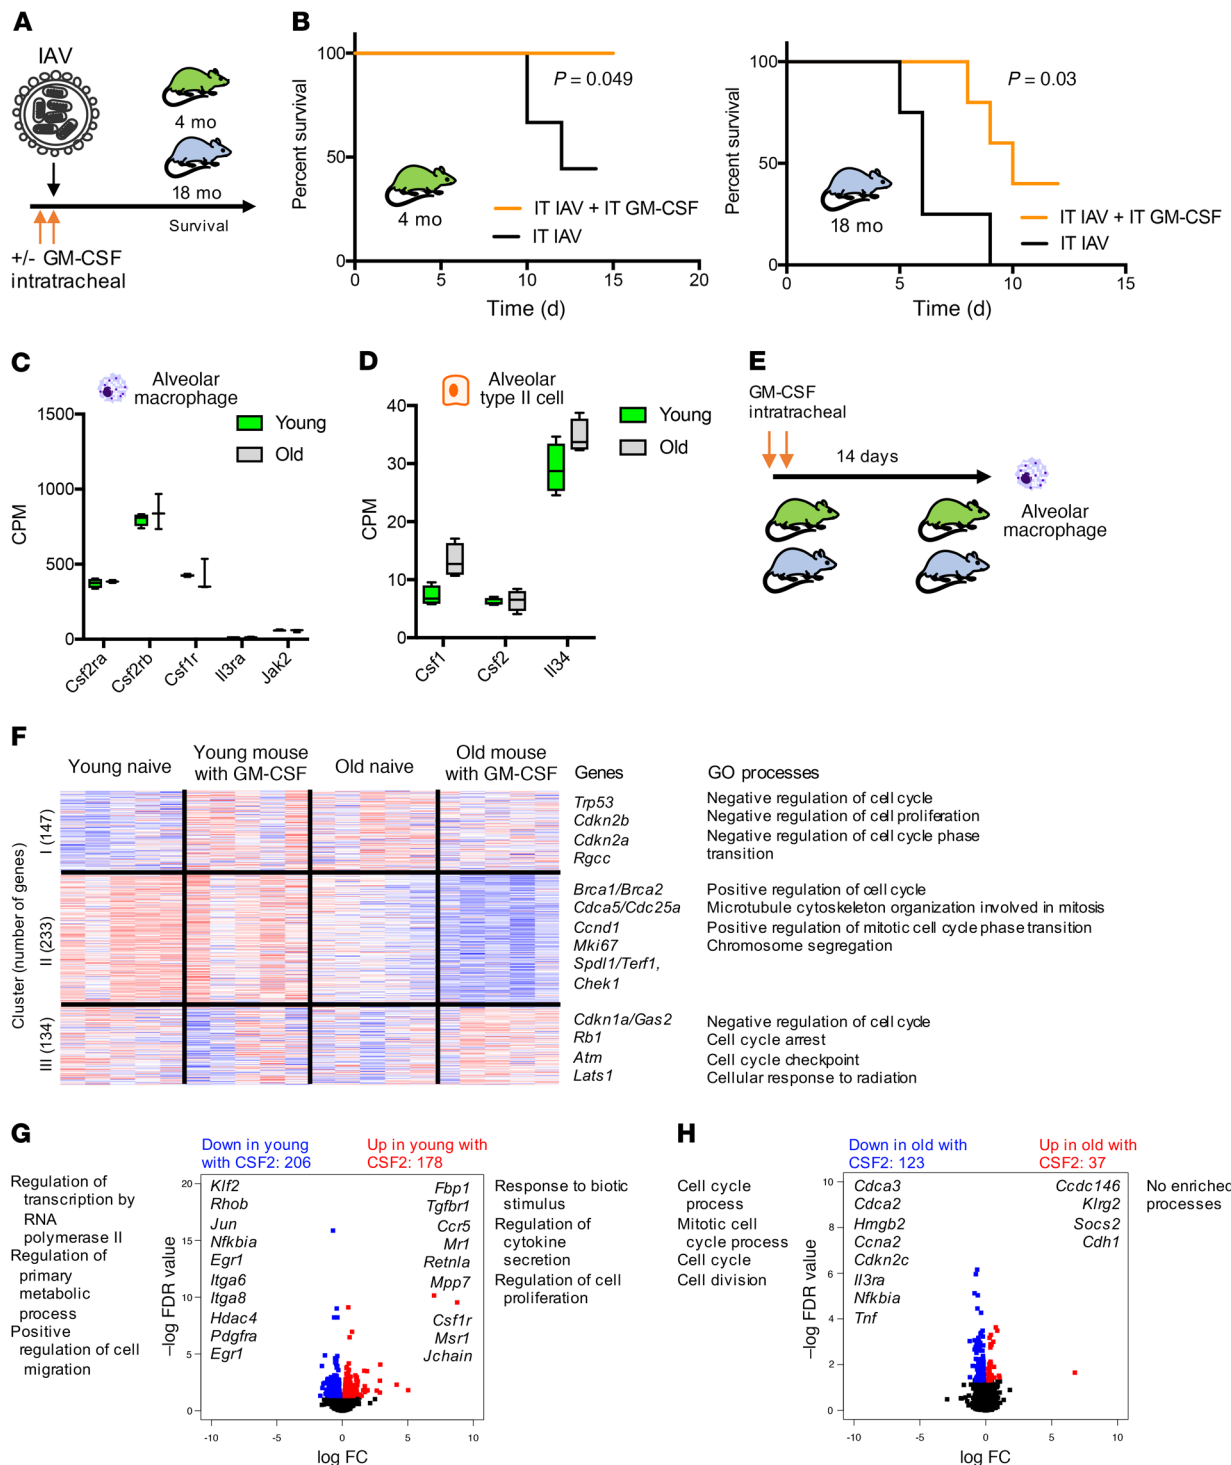 A
IAV
4 mo
18 mo
Survival
+/- GM-CSF
intratracheal
B
Percent survival
100
50
0
0 5 10 15 20
Time (d)
P = 0.049
4 mo
IT IAV + IT GM-CSF
IT IAV
Percent survival
100
50
0
0 5 10 15
Time (d)
P = 0.03
18 mo
IT IAV + IT GM-CSF
IT IAV
C
Alveolar
macrophage
Young
Old
CPM
1500
1000
500
0
Csf2ra Csf2rb Csf1r Il3ra Jak2
D
Alveolar
type II cell
Young
Old
CPM
40
30
20
10
0
Csf1 Csf2 Il34
E
GM-CSF
intratracheal
14 days
Alveolar
macrophage
F
Young naive
Young mouse
with GM-CSF
Old naive
Old mouse
with GM-CSF
Genes
GO processes
Cluster (number of genes)
I (147)
Trp53
Cdkn2b
Cdkn2a
Rgcc
Negative regulation of cell cycle
Negative regulation of cell proliferation
Negative regulation of cell cycle phase
transition
II (233)
Brca1/Brca2
Cdca5/Cdc25a
Ccnd1
Mki67
Spdl1/Terf1,
Chek1
Positive regulation of cell cycle
Microtubule cytoskeleton organization involved in mitosis
Positive regulation of mitotic cell cycle phase transition
Chromosome segregation
III (134)
Cdkn1a/Gas2
Rb1
Atm
Lats1
Negative regulation of cell cycle
Cell cycle arrest
Cell cycle checkpoint
Cellular response to radiation
G
Down in young
with CSF2: 206
Up in young with
CSF2: 178
Regulation of
transcription by
RNA
polymerase II
Regulation of
primary
metabolic
process
Positive
regulation of cell
migration
–log FDR value
20
15
10
5
0
Klf2
Rhob
Jun
Nfkbia
Egr1
Itga6
Itga8
Hdac4
Pdgfra
Egr1
Fbp1
Tgfbr1
Ccr5
Mr1
Retnla
Mpp7
Csf1r
Msr1
Jchain
-10 -5 0 5 10
log FC
Response to biotic
stimulus
Regulation of
cytokine
secretion
Regulation of cell
proliferation
H
Down in old with
CSF2: 123
Up in old with
CSF2: 37
Cell cycle
process
Mitotic cell
cycle process
Cell cycle
Cell division
–log FDR value
10
8
6
4
2
0
Cdca3
Cdca2
Hmgb2
Ccna2
Cdkn2c
Il3ra
Nfkbia
Tnf
Ccdc146
Klrg2
Socs2
Cdh1
-10 -5 0 5 10
log FC
No enriched
processes